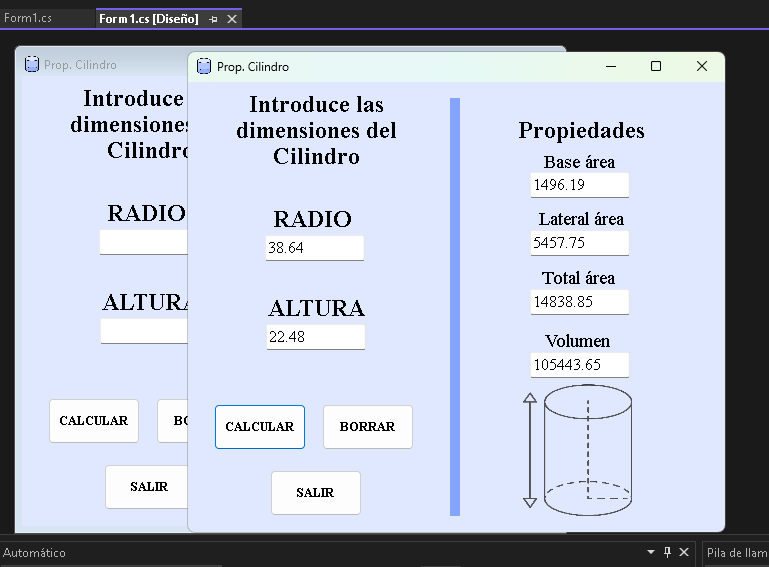 Form1.cs
Form1.cs [Diseño]
Prop. Cilindro
Introduce
dimensiones
Cilindro
RADIO
ALTURA
CALCULAR
BO
SALIR
Prop. Cilindro
Introduce las
dimensiones del
Cilindro
RADIO
38.64
ALTURA
22.48
CALCULAR
BORRAR
SALIR
Propiedades
Base área
1496.19
Lateral área
5457.75
Total área
14838.85
Volumen
105443.65
Automático
Pila de llam